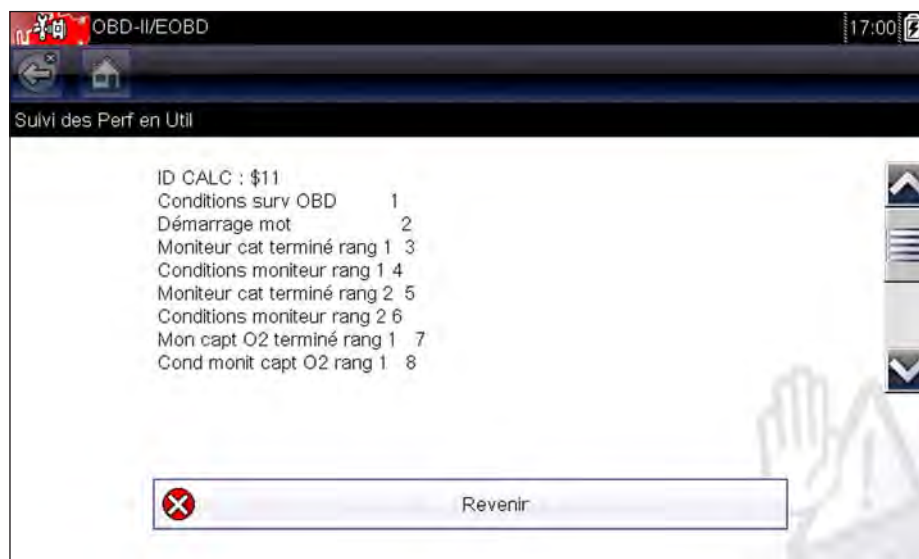 OBD-II/EOBD 17:00
Suivi des Perf en Util
ID CALC : $11
Conditions surv OBD 1
Démarrage mot 2
Moniteur cat terminé rang 1 3
Conditions moniteur rang 1 4
Moniteur cat terminé rang 2 5
Conditions moniteur rang 2 6
Mon capt O2 terminé rang 1 7
Cond monit capt O2 rang 1 8
Revenir